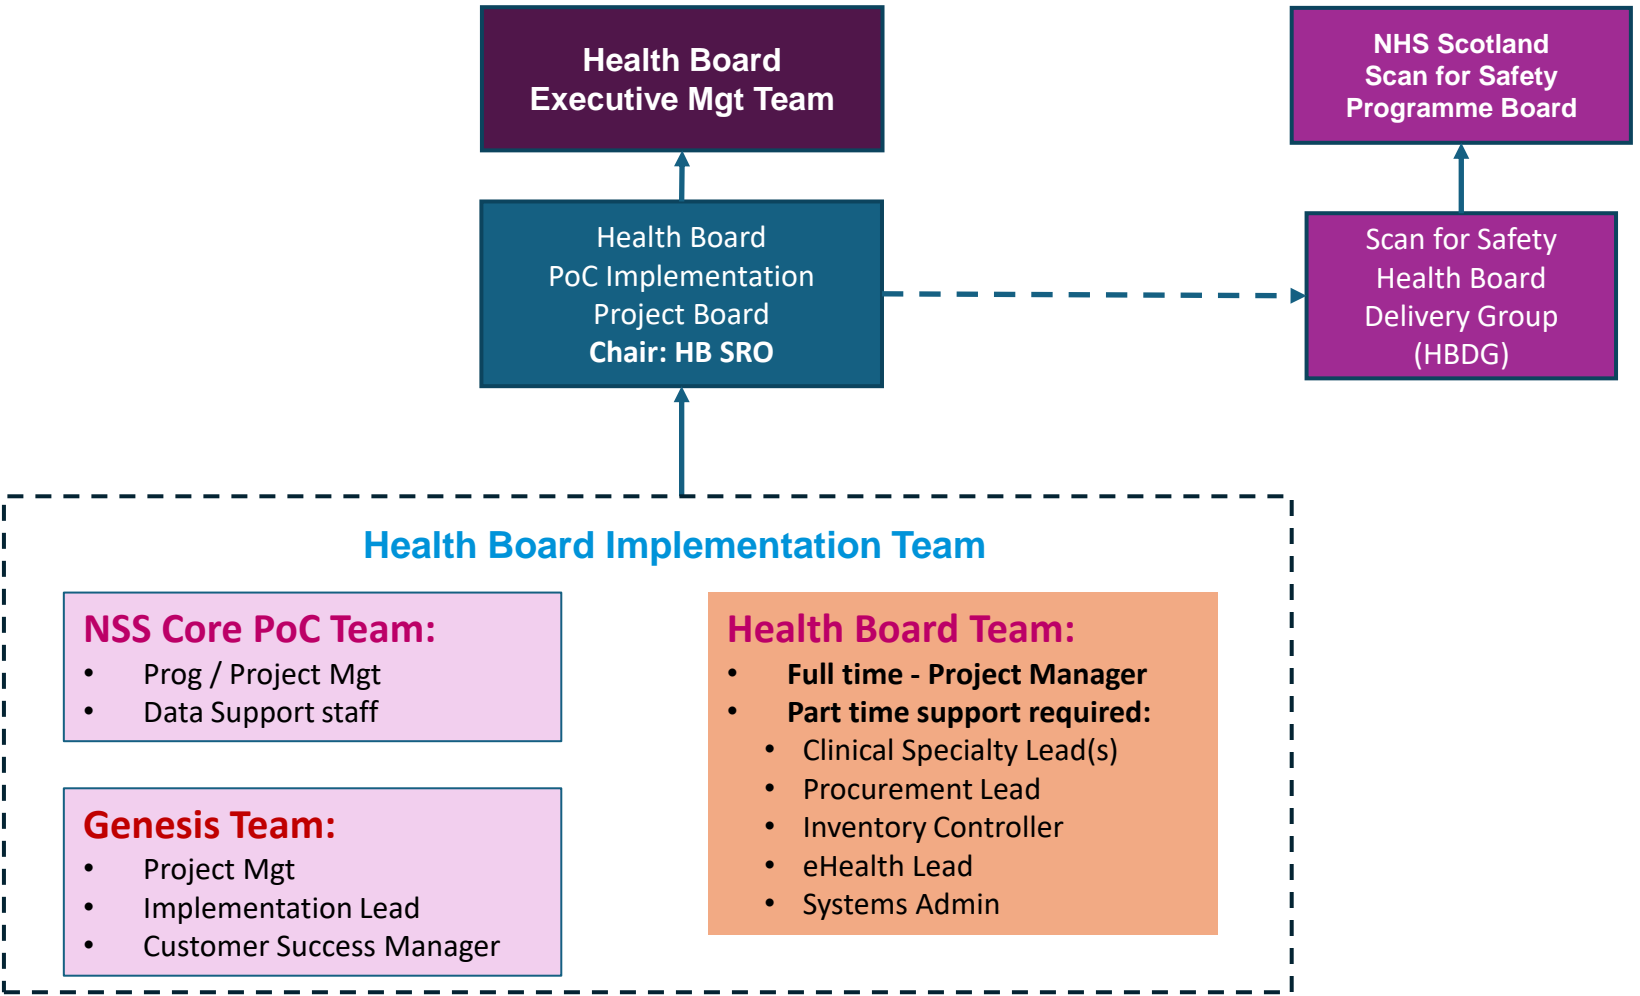 Health Board
Executive Mgt Team
NHS Scotland
Scan for Safety
Programme Board
Health Board
PoC Implementation
Project Board
Chair: HB SRO
Scan for Safety
Health Board
Delivery Group
(HBDG)
Health Board Implementation Team
NSS Core PoC Team:
• Prog / Project Mgt
• Data Support staff
Genesis Team:
• Project Mgt
• Implementation Lead
• Customer Success Manager
Health Board Team:
• Full time - Project Manager
• Part time support required:
• Clinical Specialty Lead(s)
• Procurement Lead
• Inventory Controller
• eHealth Lead
• Systems Admin